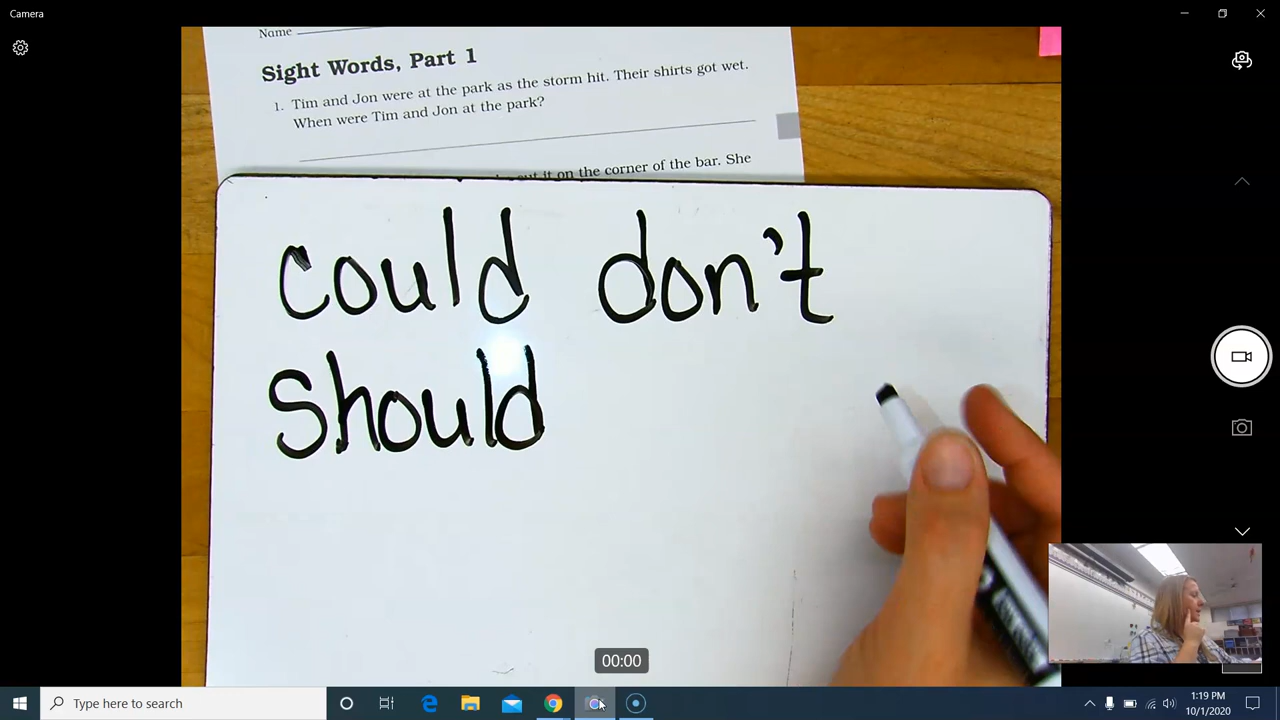 Camera
Name
Sight Words, Part 1
1. Tim and Jon were at the park as the storm hit. Their shirts got wet.
When were Tim and Jon at the park?
it on the corner of the bar. She
could don't
should
00:00
Type here to search
1:19 PM
10/1/2020